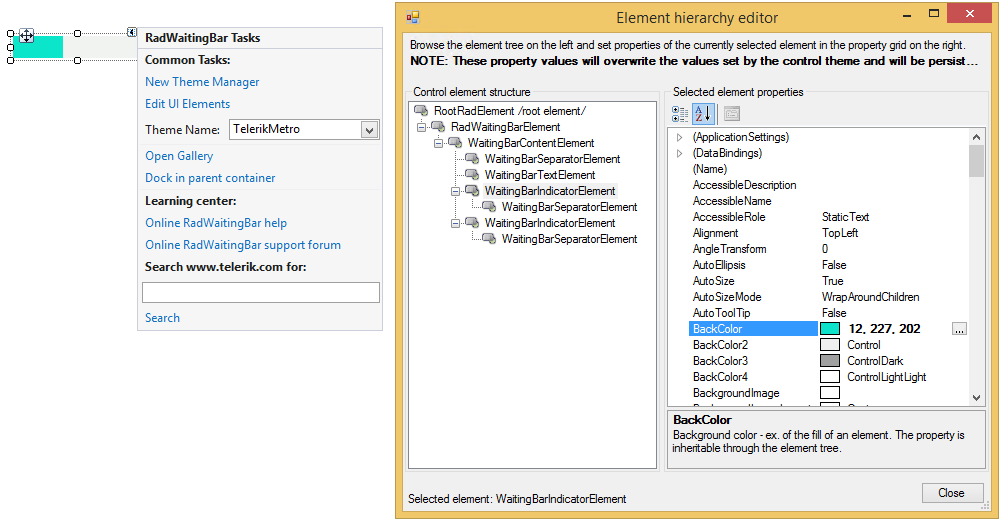 RadWaitingBar Tasks
Common Tasks:
New Theme Manager
Edit UI Elements
Theme Name: TelerikMetro
Open Gallery
Dock in parent container
Learning center:
Online RadWaitingBar help
Online RadWaitingBar support forum
Search www.telerik.com for:
Search
Element hierarchy editor
Browse the element tree on the left and set properties of the currently selected element in the property grid on the right.
NOTE: These property values will overwrite the values set by the control theme and will be persist...
Control element structure
RootRadElement /root element/
RadWaitingBarElement
WaitingBarContentElement
WaitingBarSeparatorElement
WaitingBarTextElement
WaitingBarIndicatorElement
WaitingBarSeparatorElement
WaitingBarIndicatorElement
WaitingBarSeparatorElement
Selected element properties
(ApplicationSettings)
(DataBindings)
(Name)
AccessibleDescription
AccessibleName
AccessibleRole StaticText
Alignment TopLeft
AngleTransform 0
AutoEllipsis False
AutoSize True
AutoSizeMode WrapAroundChildren
AutoToolTip False
BackColor 12, 227, 202 ...
BackColor2 Control
BackColor3 ControlDark
BackColor4 ControlLightLight
BackgroundImage
BackColor
Background color - ex. of the fill of an element. The property is
inheritable through the element tree.
Selected element: WaitingBarIndicatorElement
Close